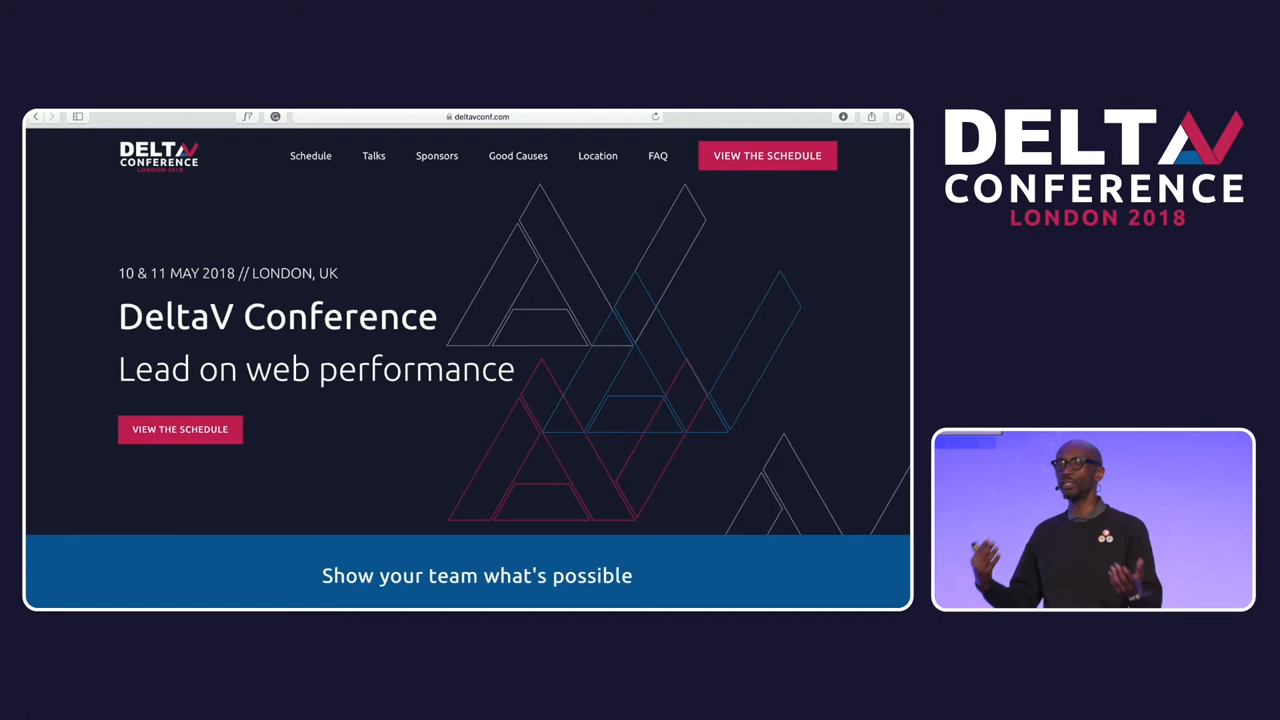 f?
deltavconf.com
DELTAV
CONFERENCE
LONDON 2018
Schedule
Talks
Sponsors
Good Causes
Location
FAQ
VIEW THE SCHEDULE
10 & 11 MAY 2018 // LONDON, UK
DeltaV Conference
Lead on web performance
VIEW THE SCHEDULE
Show your team what's possible
DELTAV
CONFERENCE
LONDON 2018